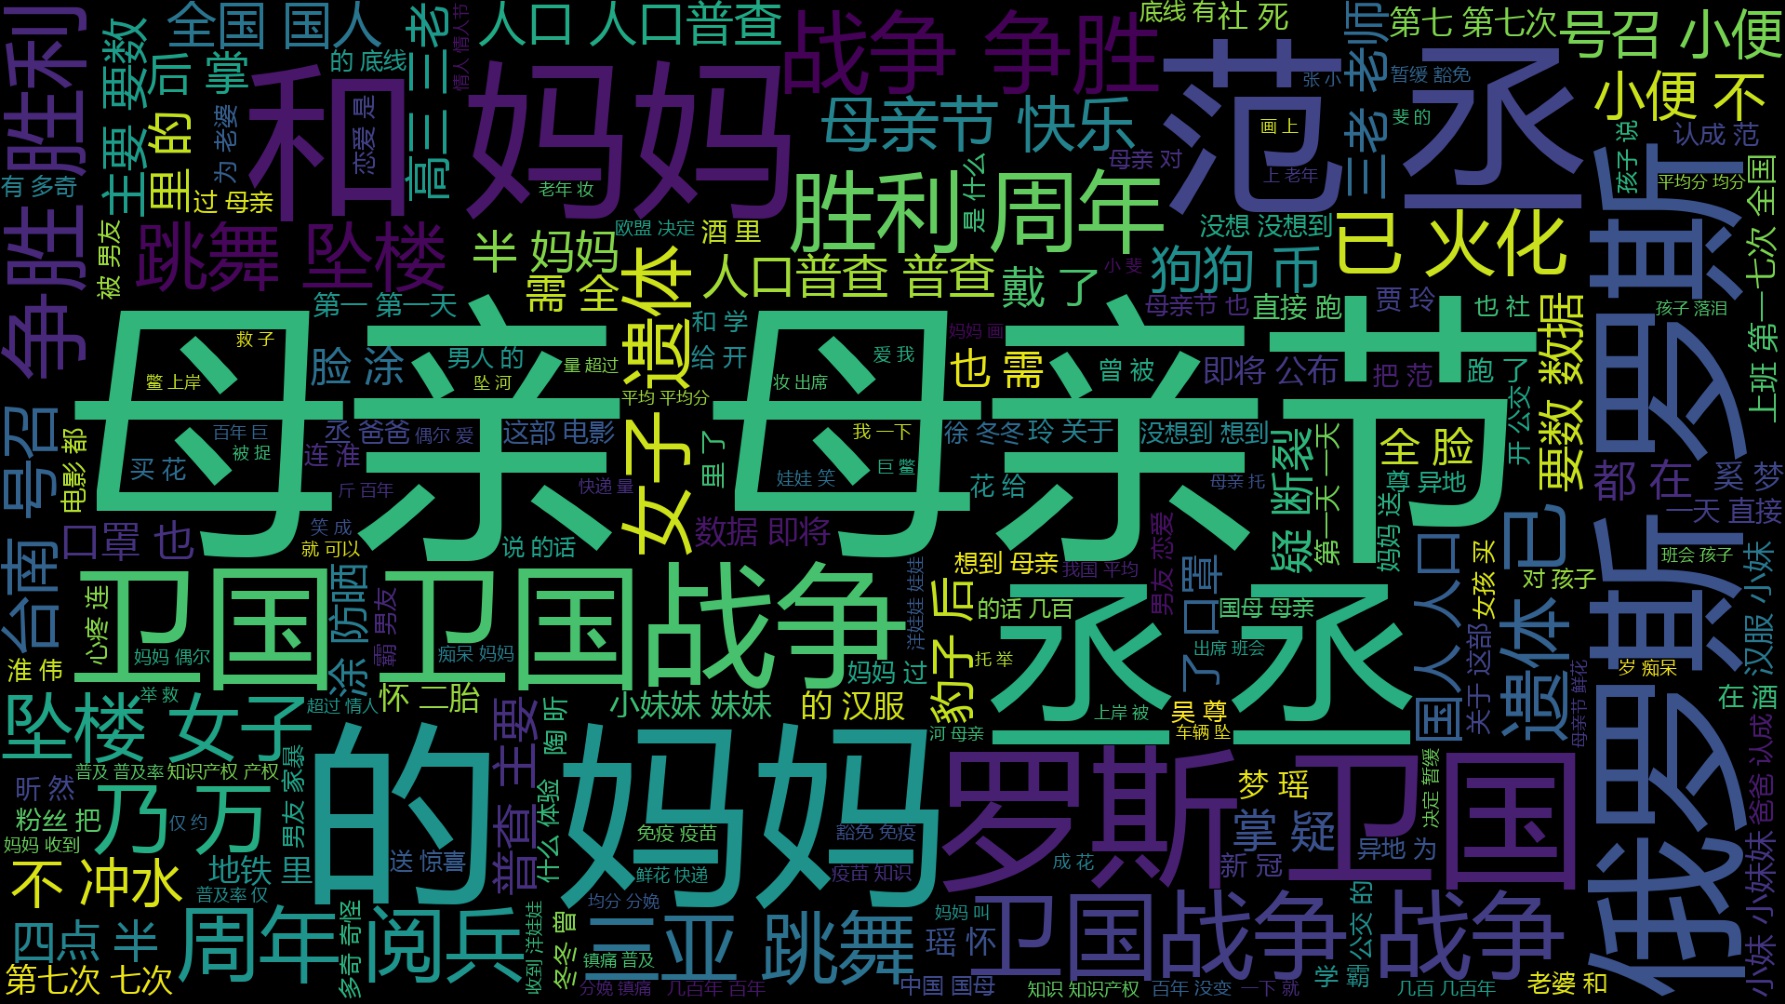 全国 国人
人口 人口普查
战争 争胜
底线 有
社 死
第七 第七次
号召 小便
三老
情人 情人节
老师
主要 要数
后 掌
的 底线
和 妈妈
范 丞
张 小
暂缓 豁免
小便 不
争胜 胜利
里 的
为 老婆
恋爱 是
高三
母亲节 快乐
画 上
三老
斐 的
认成 范
孩子 说
有 多奇
过 母亲
老年 妆
母亲 对
上 老年
平均分 均分
第七次 全国
跳舞 坠楼
半 妈妈
欧盟 决定
酒 里
胜利 周年
是 什么
没想 没想到
已 火化
俄罗斯 罗斯
被 男友
需 全
遗体
人口普查 普查
戴 了
小 斐
狗狗 币
第一 第一天
和 学
母亲节 也
直接 跑
贾 玲
也 社
孩子 落泪
上班 第一
母亲 母亲节
救 子
脸 涂
男人 的
量 超过
给 开
妈妈 画
爱 我
也 需
曾 被
即将 公布
把 范
跑 了
要数 数据
鳖 上岸
坠 河
平均 平均分
妆 出席
号召
台南
电影 都
百年 巨
被 捉
丞 爸爸
偶尔 爱
这部 电影
女子
里 了
我 一下
巨 鳖
徐 冬冬
玲 关于
没想到 想到
疑 断裂
第一天 一天
全 脸
开 公交
买 花
连 淮
斤 百年
快递 量
娃娃 笑
花 给
母亲 托
尊 异地
都 在
奚 梦
口罩 也
笑 成
就 可以
说 的话
数据 即将
想到 母亲
我国 平均
妈妈 送
一天 直接
班会 孩子
卫国 卫国战争
心疼 连
涂 防晒
霸 男友
洋娃娃 娃娃
豹子 后
的话 几百
丞 丞
男友 恋爱
了 口罩
国母 母亲
国人 人口
女孩 买
对 孩子
遗体 已
汉服 小妹
淮 伟
妈妈 偶尔
痴呆 妈妈
妈妈 过
托 举
出席 班会
关于 这部
岁 痴呆
坠楼 女子
举 救
怀 二胎
超过 情人
小妹妹 妹妹
的 汉服
河 母亲
上岸 被
吴 尊
车辆 坠
母亲节 鲜花
在 酒
普及 普及率
知识产权 产权
男友 家暴
的 妈妈
普查 主要
陶 昕
罗斯 卫国
梦 瑶
决定 暂缓
爸爸 认成
昕 然
粉丝 把
乃万
仅 约
什么 体验
免疫 疫苗
豁免 免疫
掌 疑
异地 为
妈妈 收到
不 冲水
地铁 里
普及率 仅
送 惊喜
鲜花 快递
疫苗 知识
成 花
新 冠
小妹 小妹妹
四点 半
周年 阅兵
多奇 奇怪
收到 洋娃娃
冬冬 曾
均分 分娩
三亚 跳舞
妈妈 叫
瑶 怀
卫国战争 战争
公交 的
学 霸
第七次 七次
镇痛 普及
分娩 镇痛
几百年 百年
中国 国母
知识 知识产权
百年 没变
一下 就
几百 几百年
老婆 和